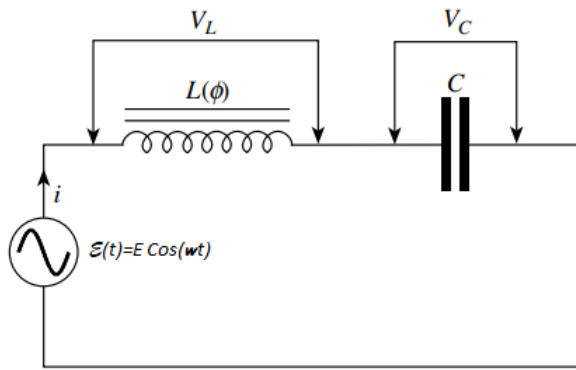 V_L
V_C
L(ϕ)
C
i
ℰ(t)=E Cos(wt)